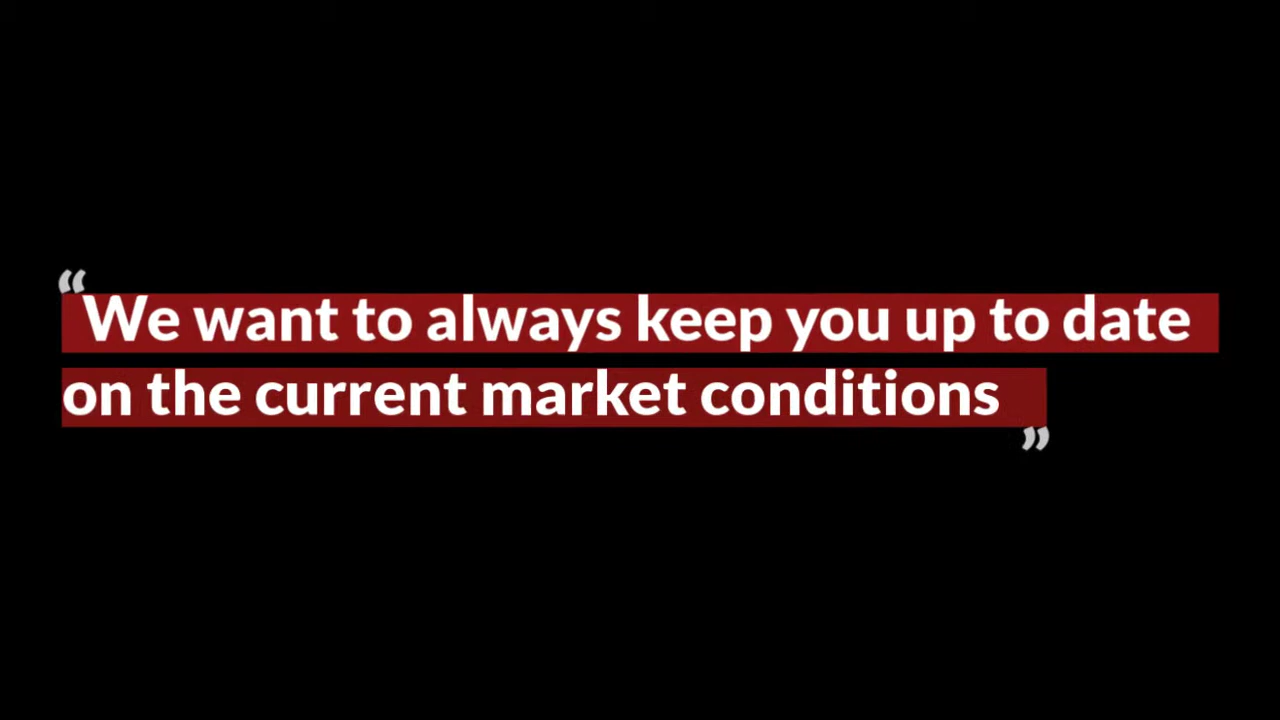 “We want to always keep you up to date
on the current market conditions”